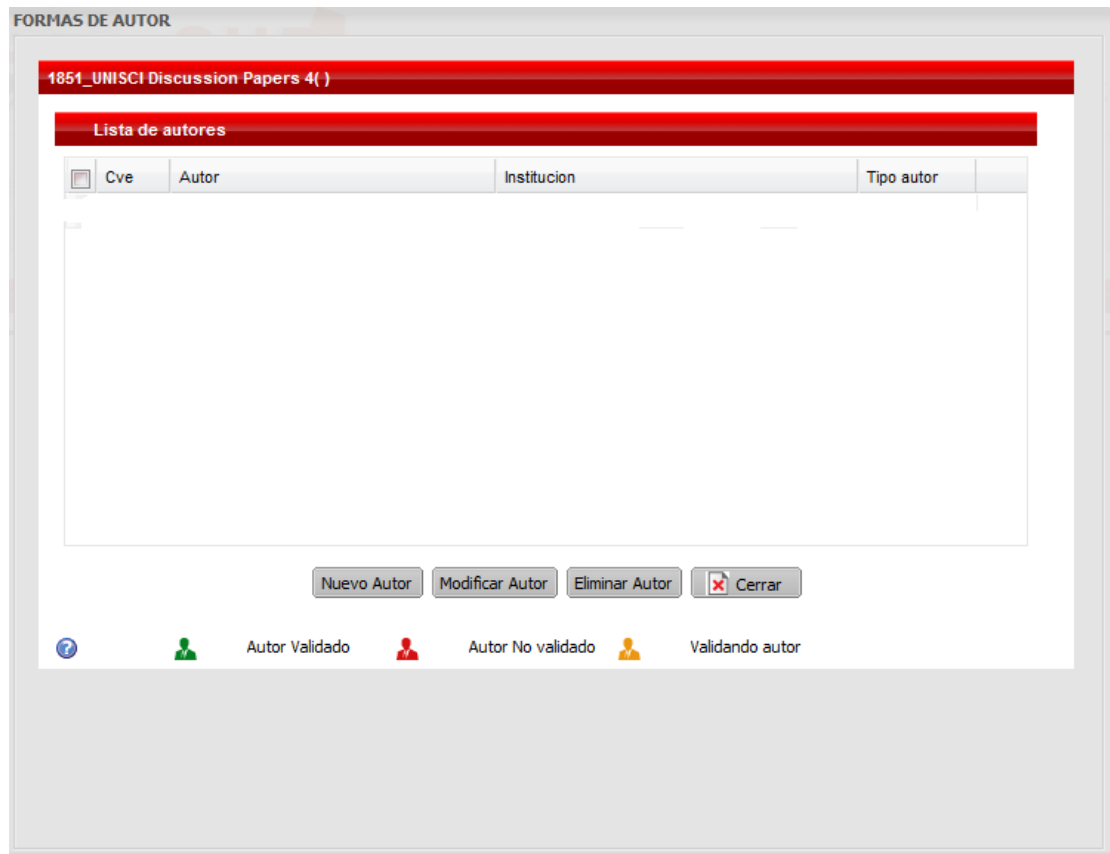 FORMAS DE AUTOR
1851_UNISCI Discussion Papers 4( )
Lista de autores
Cve Autor Institucion Tipo autor
Nuevo Autor Modificar Autor Eliminar Autor Cerrar
Autor Validado Autor No validado Validando autor